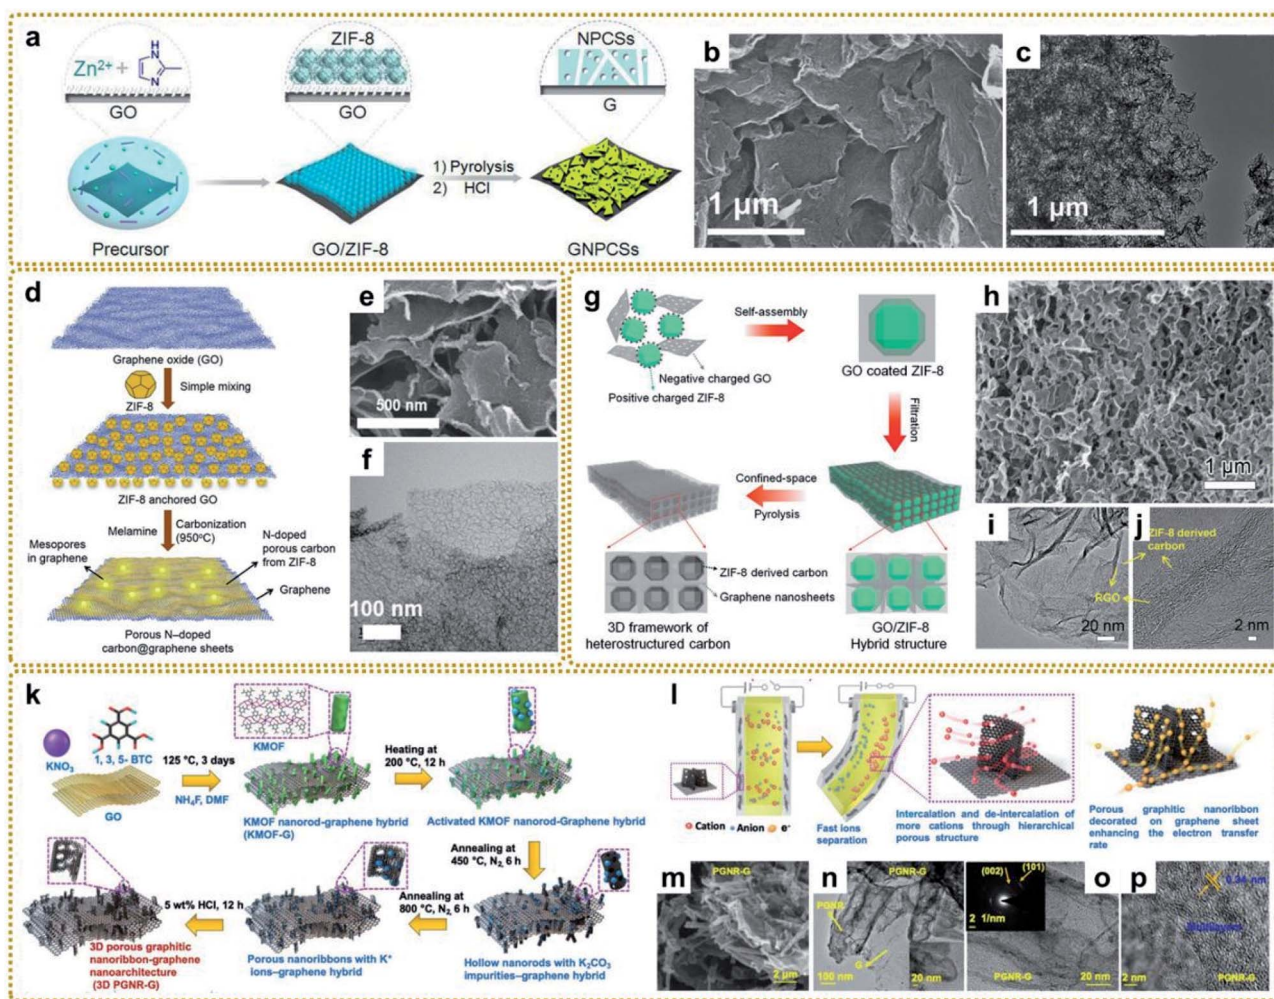 a
Zn²⁺ +
H
N
N
GO
Precursor
ZIF-8
GO
GO/ZIF-8
1) Pyrolysis
2) HCl
NPCSs
G
GNPCSs
b
1 µm
c
1 µm
d
Graphene oxide (GO)
Simple mixing
ZIF-8
ZIF-8 anchored GO
Melamine
Carbonization
(950°C)
Mesopores
in graphene
N-doped
porous carbon
from ZIF-8
Graphene
Porous N–doped
carbon@graphene sheets
e
500 nm
f
100 nm
g
Self-assembly
Negative charged GO
Positive charged ZIF-8
GO coated ZIF-8
Filtration
Confined-space
Pyrolysis
ZIF-8 derived carbon
Graphene nanosheets
3D framework of
heterostructured carbon
GO/ZIF-8
Hybrid structure
h
1 µm
i
20 nm
j
ZIF-8 derived
carbon
RGO
2 nm
k
KNO₃
1, 3, 5- BTC
GO
125 °C, 3 days
NH₄F, DMF
KMOF
KMOF nanorod-graphene hybrid
(KMOF-G)
Heating at
200 °C, 12 h
Activated KMOF nanorod-Graphene hybrid
Annealing at
450 °C, N₂, 6 h
Hollow nanorods with K₂CO₃
impurities–graphene hybrid
Annealing at
800 °C, N₂, 6 h
Porous nanoribbons with K⁺
ions–graphene hybrid
5 wt% HCl, 12 h
3D porous graphitic
nanoribbon-graphene
nanoarchitecture
(3D PGNR-G)
l
Cation
Anion
e⁻
Fast ions
separation
Intercalation and de-intercalation of
more cations through hierarchical
porous structure
Porous graphitic nanoribbon
decorated on graphene sheet
enhancing the electron transfer
rate
m
PGNR-G
2 µm
n
PGNR-G
PGNR
G
100 nm
20 nm
o
(002)
(101)
2 1/nm
PGNR-G
20 nm
p
0.34 nm
Multilayers
2 nm
PGNR-G